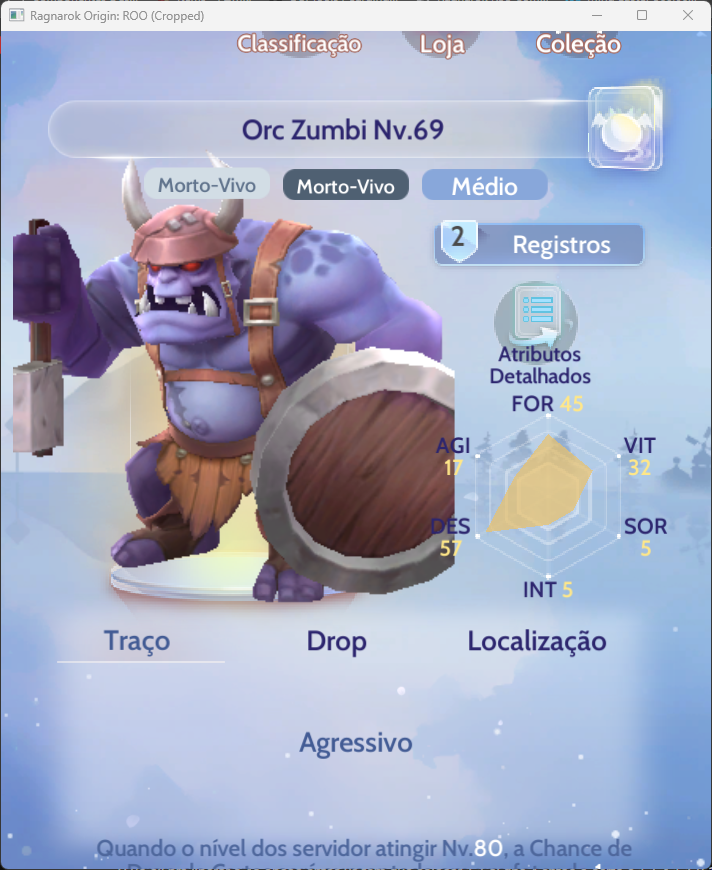 Ragnarok Origin: ROO (Cropped)
Classificação Loja Coleção
Orc Zumbi Nv.69
Morto-Vivo Morto-Vivo Médio
2 Registros
Atributos
Detalhados
FOR 45
AGI
17
VIT
32
DES
57
SOR
5
INT 5
Traço Drop Localização
Agressivo
Quando o nível dos servidor atingir Nv.80, a Chance de